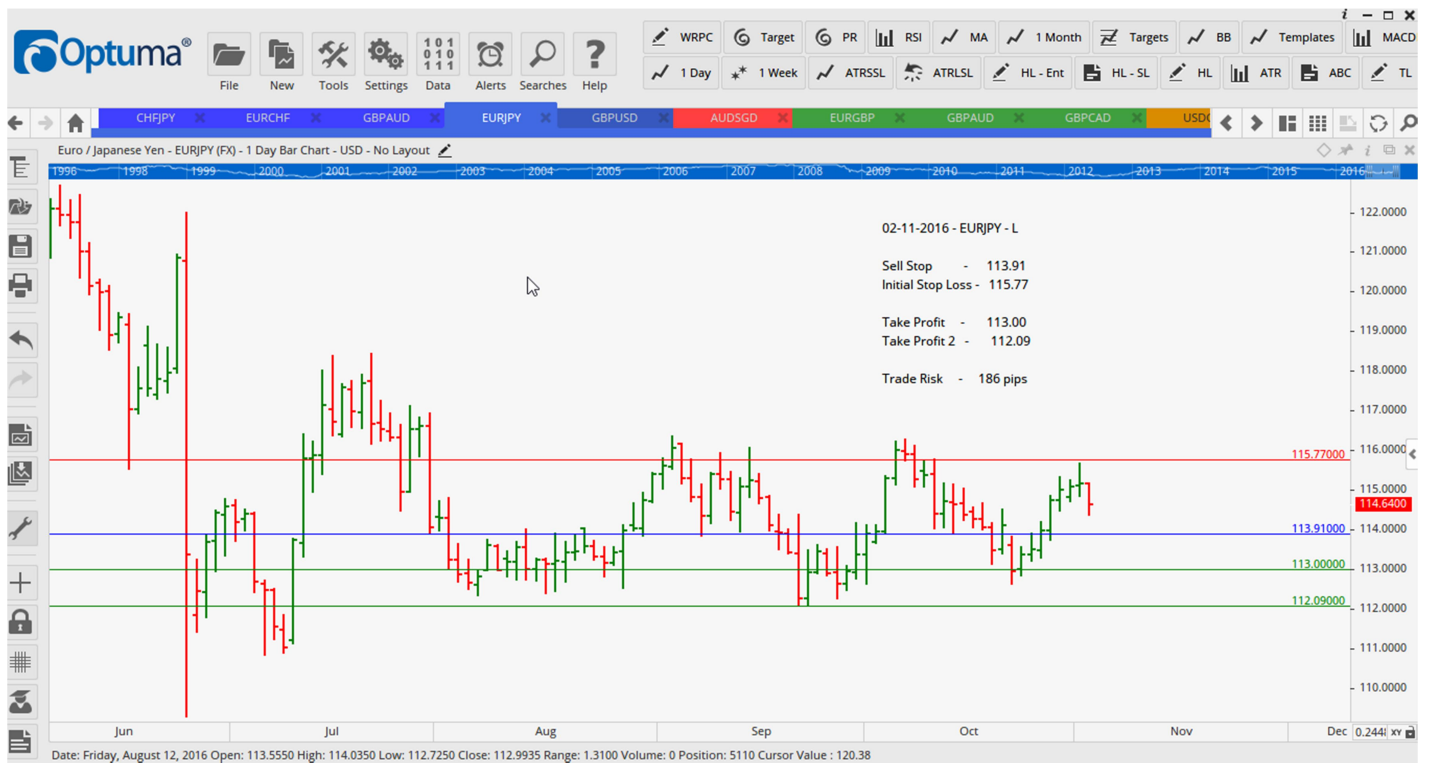 i
Optuma®
File New Tools Settings Data Alerts Searches Help
WRPC Target PR RSI MA 1 Month Targets BB Templates MACD
1 Day 1 Week ATRSSL ATRLSL HL - Ent HL - SL HL ATR ABC TL
CHFJPY EURCHF GBPAUD EURJPY GBPUSD AUDSGD EURGBP GBPAUD GBPCAD
Euro / Japanese Yen - EURJPY (FX) - 1 Day Bar Chart - USD - No Layout
1996 1998 1999 2000 2001 2002 2003 2004 2005 2006 2007 2008 2009 2010 2011 2012 2013 2014 2015 2016
02-11-2016 - EURJPY - L
Sell Stop - 113.91
Initial Stop Loss - 115.77
Take Profit - 113.00
Take Profit 2 - 112.09
Trade Risk - 186 pips
122.0000
121.0000
120.0000
119.0000
118.0000
117.0000
116.0000
115.77000
115.0000
114.6400
114.0000
113.91000
113.0000
113.00000
112.09000
112.0000
111.0000
110.0000
Jun Jul Aug Sep Oct Nov Dec
XY
Date: Friday, August 12, 2016 Open: 113.5550 High: 114.0350 Low: 112.7250 Close: 112.9935 Range: 1.3100 Volume: 0 Position: 5110 Cursor Value : 120.38